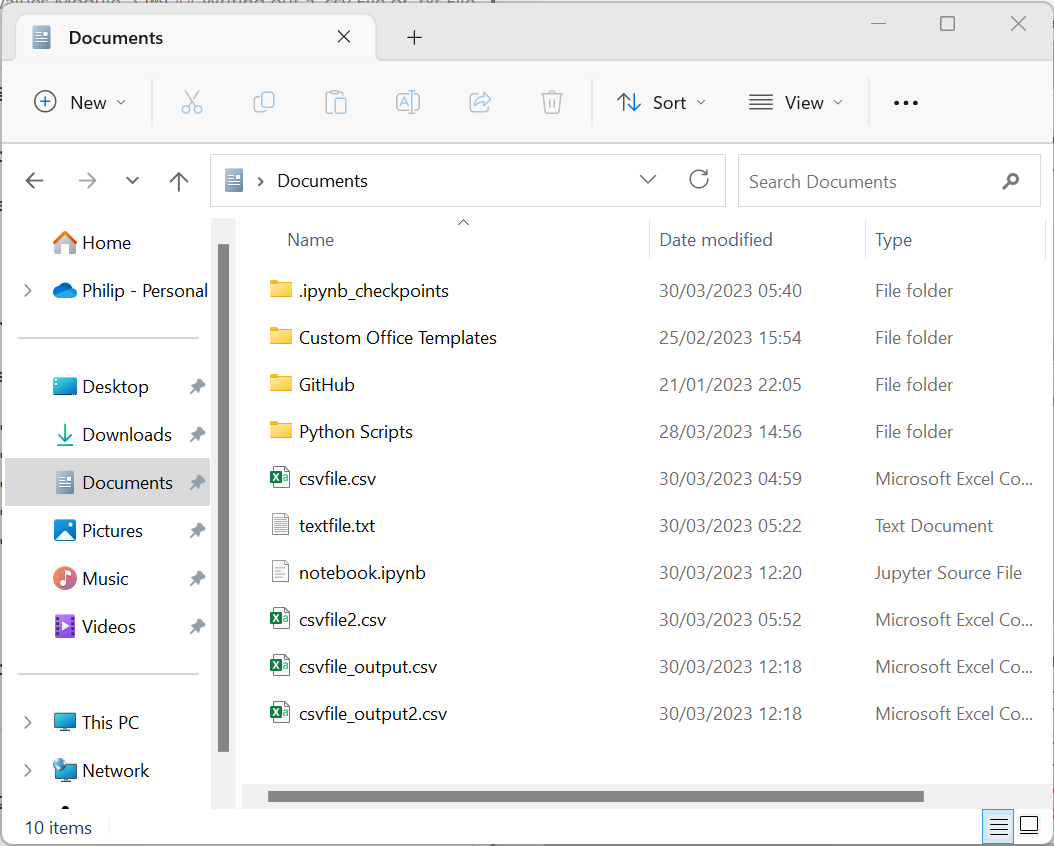 Documents
New
Sort
View
Documents
Search Documents
Home
Philip - Personal
Desktop
Downloads
Documents
Pictures
Music
Videos
This PC
Network
Name Date modified Type
.ipynb_checkpoints 30/03/2023 05:40 File folder
Custom Office Templates 25/02/2023 15:54 File folder
GitHub 21/01/2023 22:05 File folder
Python Scripts 28/03/2023 14:56 File folder
csvfile.csv 30/03/2023 04:59 Microsoft Excel Co...
textfile.txt 30/03/2023 05:22 Text Document
notebook.ipynb 30/03/2023 12:20 Jupyter Source File
csvfile2.csv 30/03/2023 05:52 Microsoft Excel Co...
csvfile_output.csv 30/03/2023 12:18 Microsoft Excel Co...
csvfile_output2.csv 30/03/2023 12:18 Microsoft Excel Co...
10 items